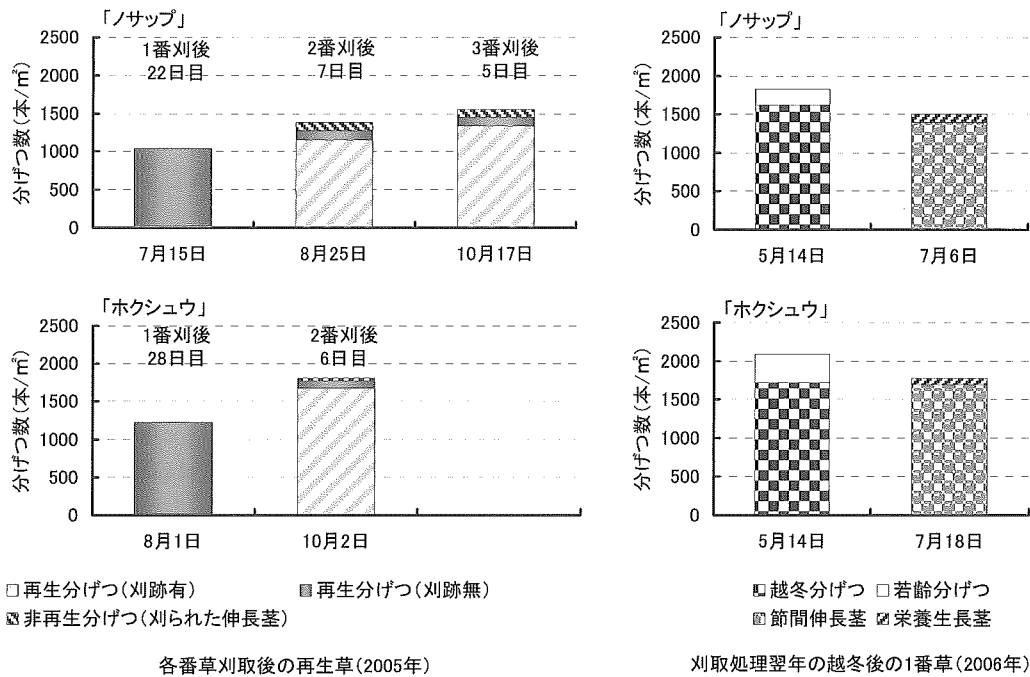 「ノサップ」
分げつ数(本/㎡)
2500
2000
1500
1000
500
0
1番刈後
22日目
2番刈後
7日目
3番刈後
5日目
7月15日
8月25日
10月17日
「ノサップ」
分げつ数(本/㎡)
2500
2000
1500
1000
500
0
5月14日
7月6日
「ホクシュウ」
分げつ数(本/㎡)
2500
2000
1500
1000
500
0
1番刈後
28日目
2番刈後
6日目
8月1日
10月2日
「ホクシュウ」
分げつ数(本/㎡)
2500
2000
1500
1000
500
0
5月14日
7月18日
再生分げつ(刈跡有) 再生分げつ(刈跡無)
非再生分げつ(刈られた伸長茎)
越冬分げつ 若齢分げつ
節間伸長茎 栄養生長茎
各番草刈取後の再生草(2005年)
刈取処理翌年の越冬後の1番草(2006年)